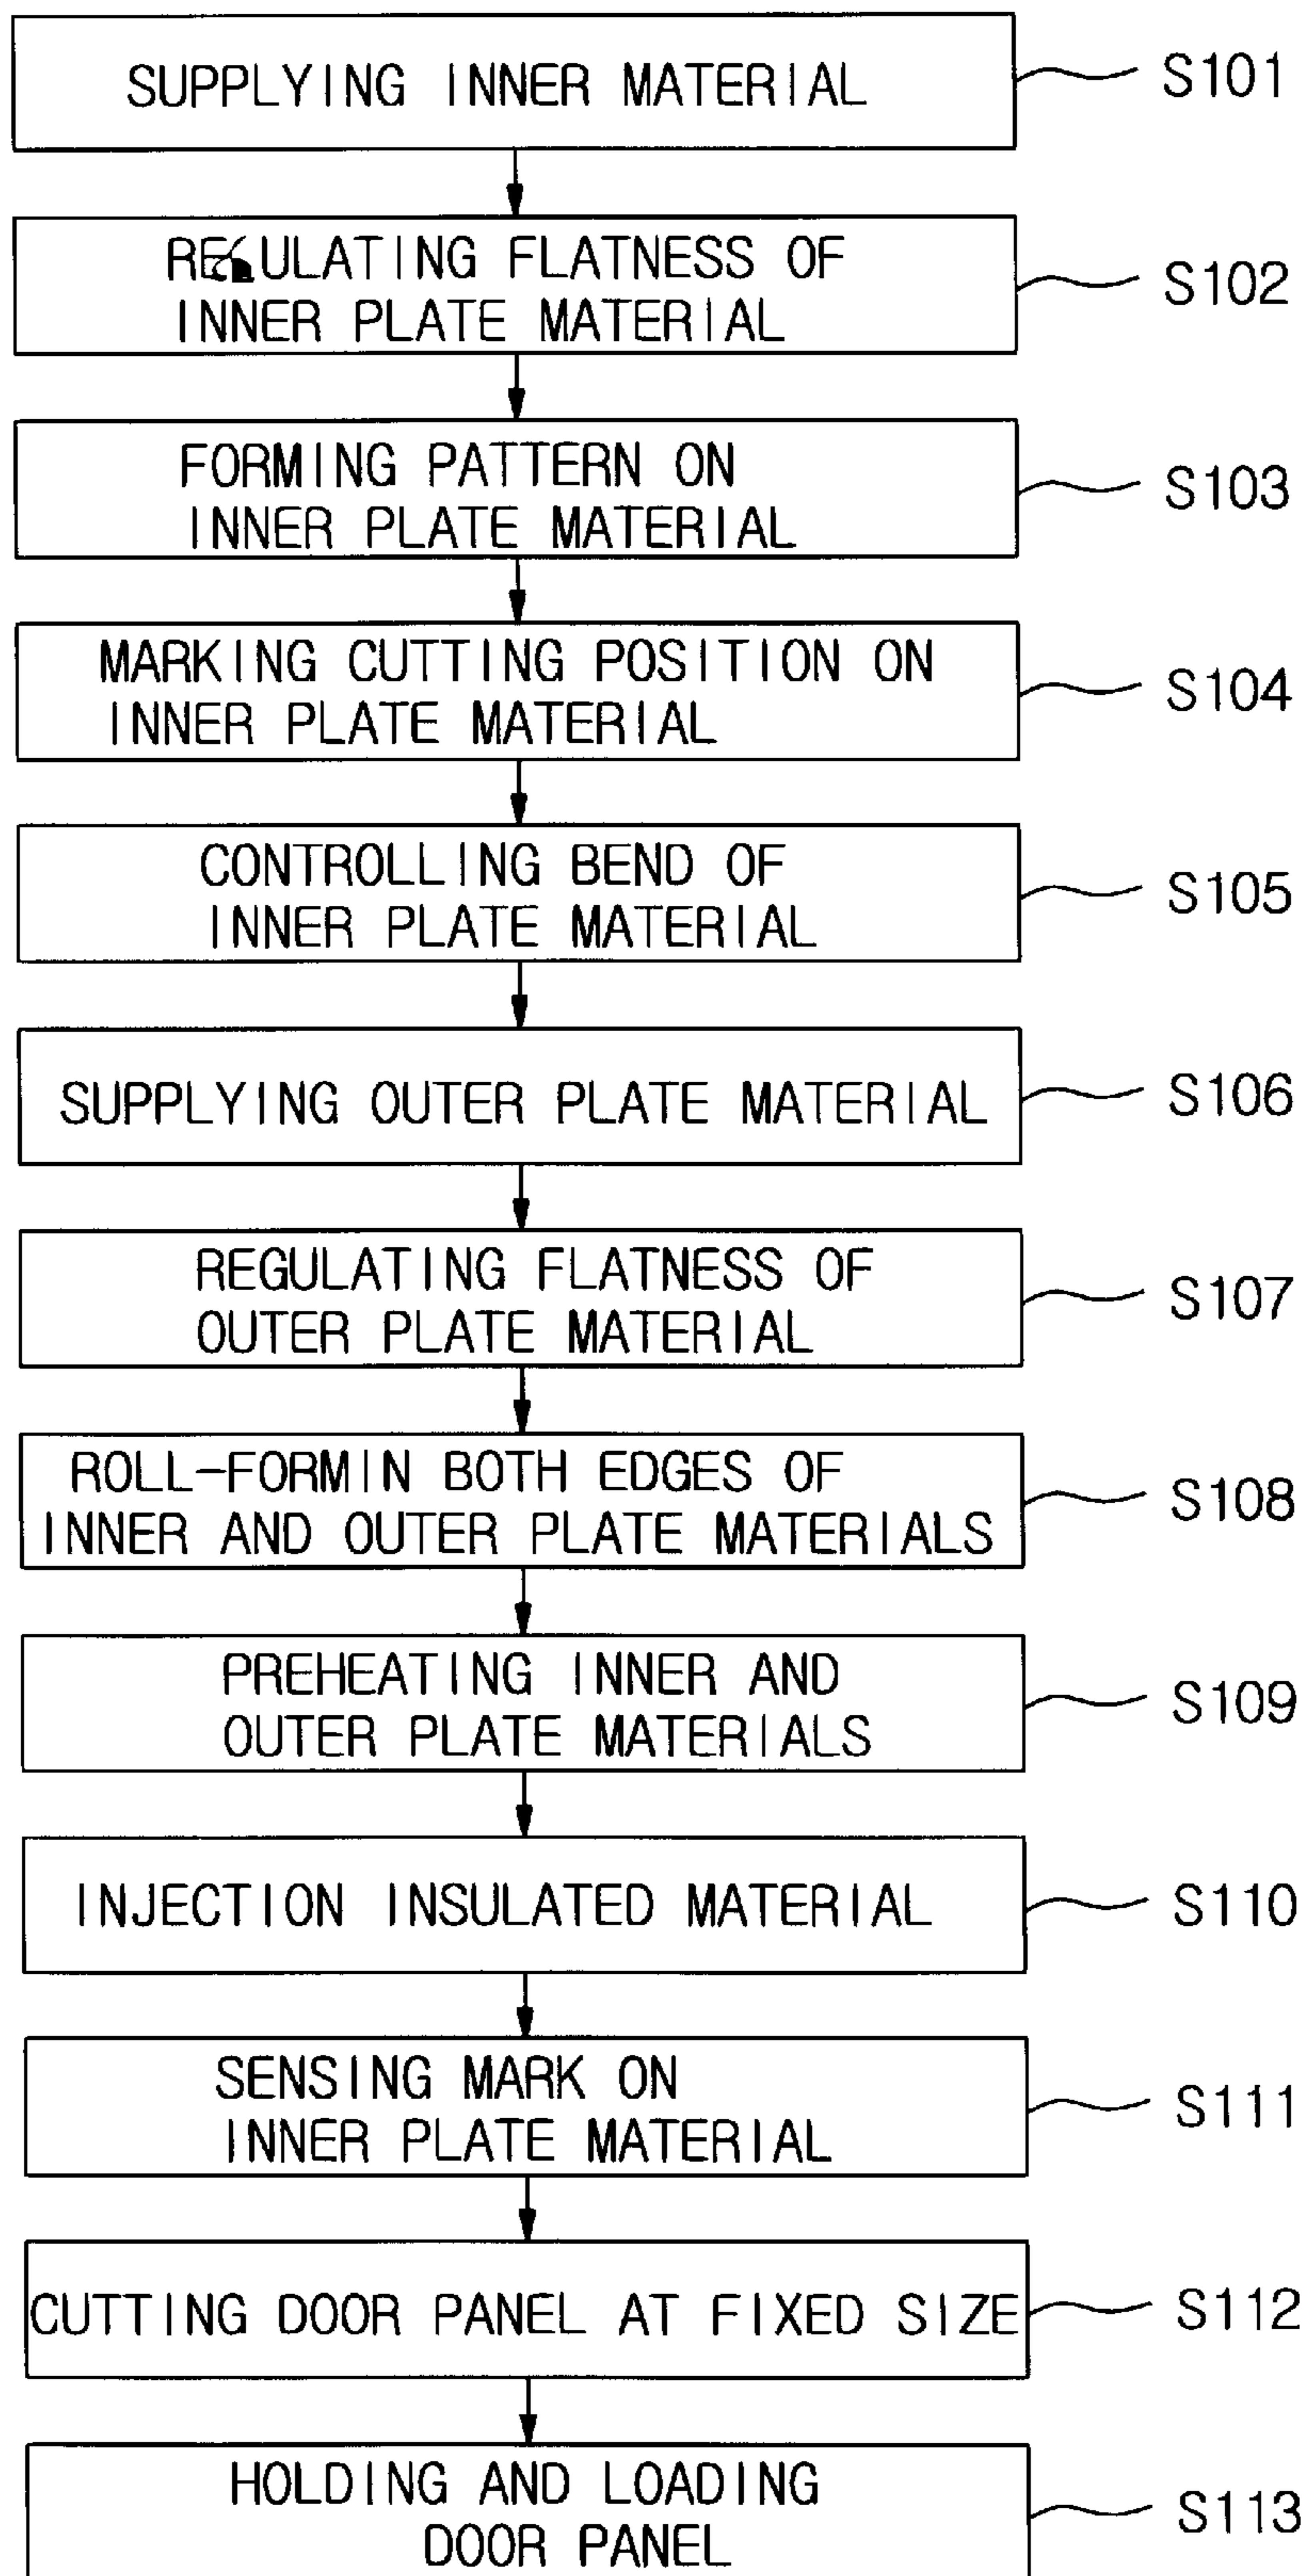 SUPPLYING INNER MATERIAL
S101
REGULATING FLATNESS OF
INNER PLATE MATERIAL
S102
FORMING PATTERN ON
INNER PLATE MATERIAL
S103
MARKING CUTTING POSITION ON
INNER PLATE MATERIAL
S104
CONTROLLING BEND OF
INNER PLATE MATERIAL
S105
SUPPLYING OUTER PLATE MATERIAL
S106
REGULATING FLATNESS OF
OUTER PLATE MATERIAL
S107
ROLL-FORMIN BOTH EDGES OF
INNER AND OUTER PLATE MATERIALS
S108
PREHEATING INNER AND
OUTER PLATE MATERIALS
S109
INJECTION INSULATED MATERIAL
S110
SENSING MARK ON
INNER PLATE MATERIAL
S111
CUTTING DOOR PANEL AT FIXED SIZE
S112
HOLDING AND LOADING
DOOR PANEL
S113